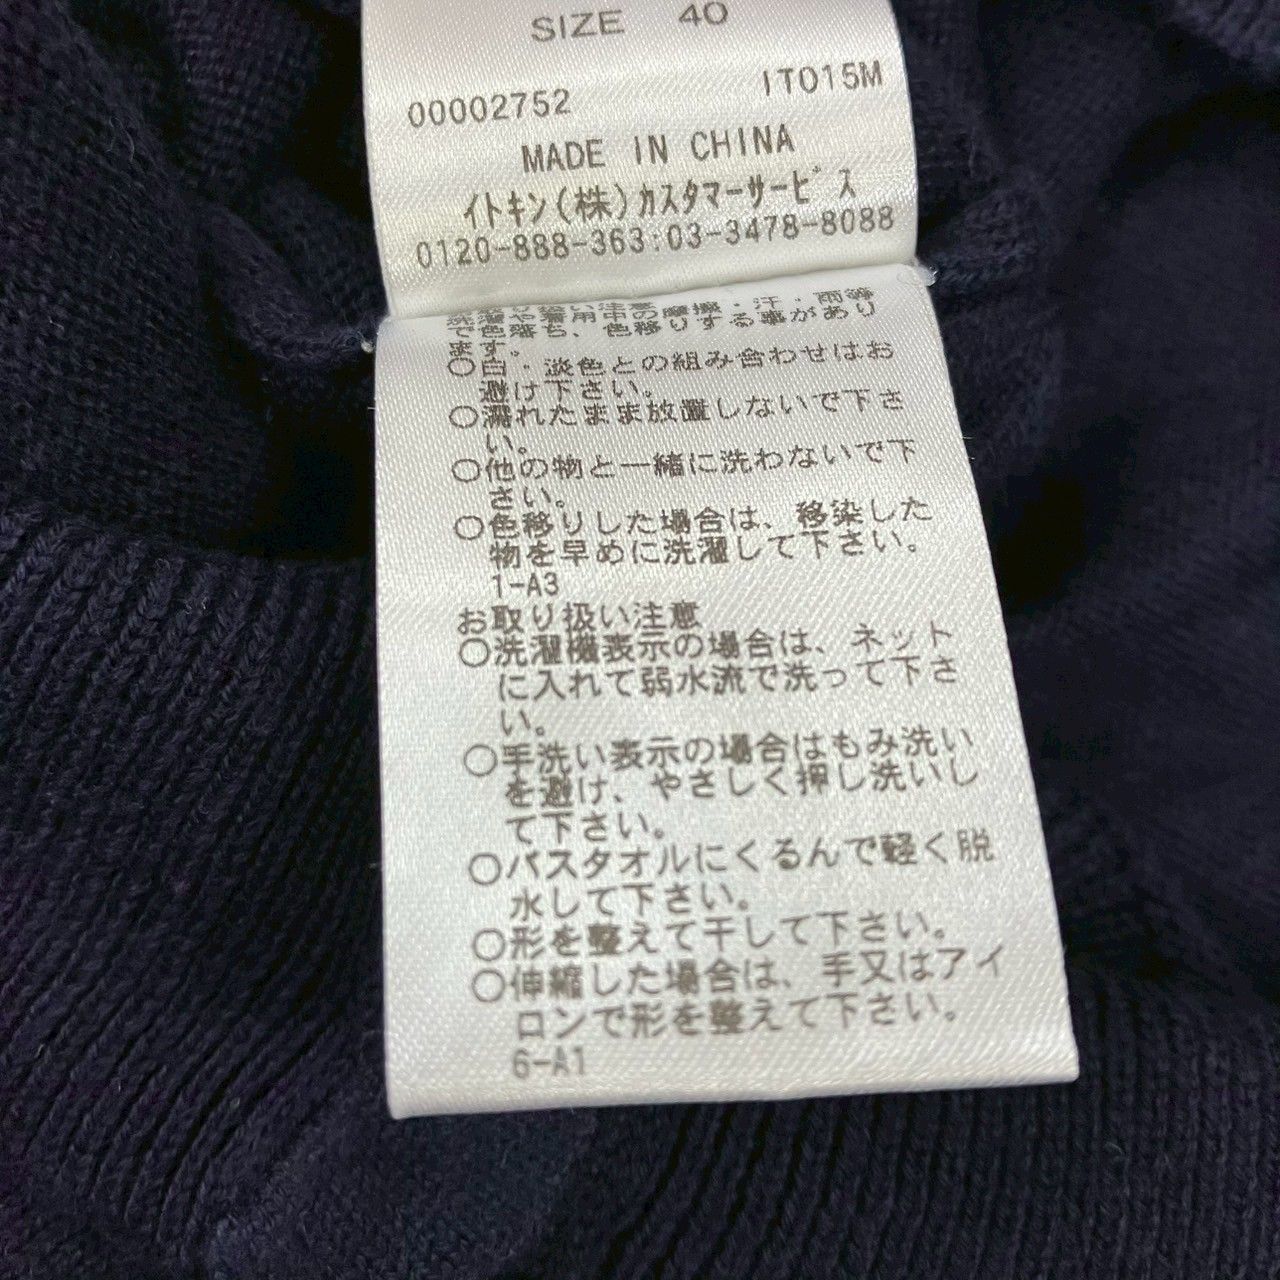 SIZE 40
00002752 IT015M
MADE IN CHINA
イトキン(株)カスタマーサービス
0120-888-363:03-3478-8088
で色落ち、色移りする事があり
ます。
○白・淡色との組み合わせはお
避け下さい。
○濡れたまま放置しないで下さ
い。
○他の物と一緒に洗わないで下
さい。
○色移りした場合は、移染した
物を早めに洗濯して下さい。
1-A3
お取り扱い注意
○洗濯機表示の場合は、ネット
に入れて弱水流で洗って下さ
い。
○手洗い表示の場合はもみ洗い
を避け、やさしく押し洗いし
て下さい。
○バスタオルにくるんで軽く脱
水して下さい。
○形を整えて干して下さい。
○伸縮した場合は、手又はアイ
ロンで形を整えて下さい。
6-A1